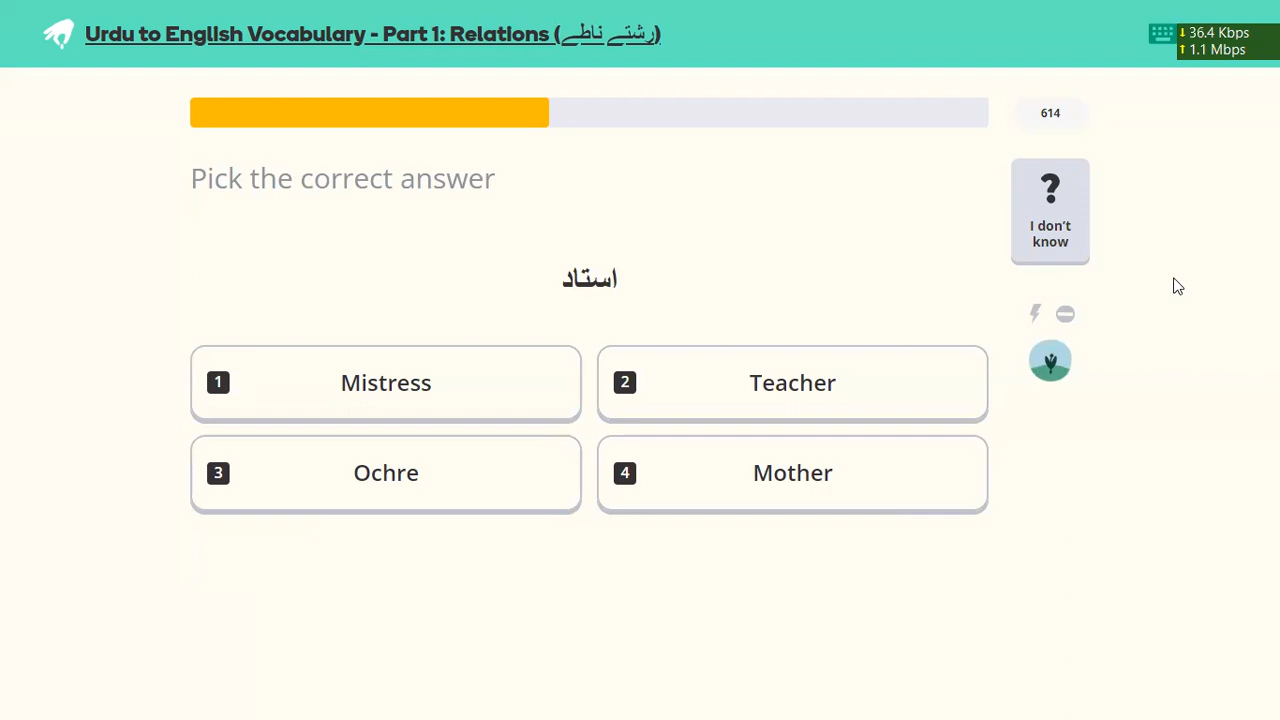 Urdu to English Vocabulary - Part 1: Relations (رشتے ناطے)
↓ 36.4 Kbps
↑ 1.1 Mbps
614
Pick the correct answer
?
I don't
know
استاد
1 Mistress
2 Teacher
3 Ochre
4 Mother